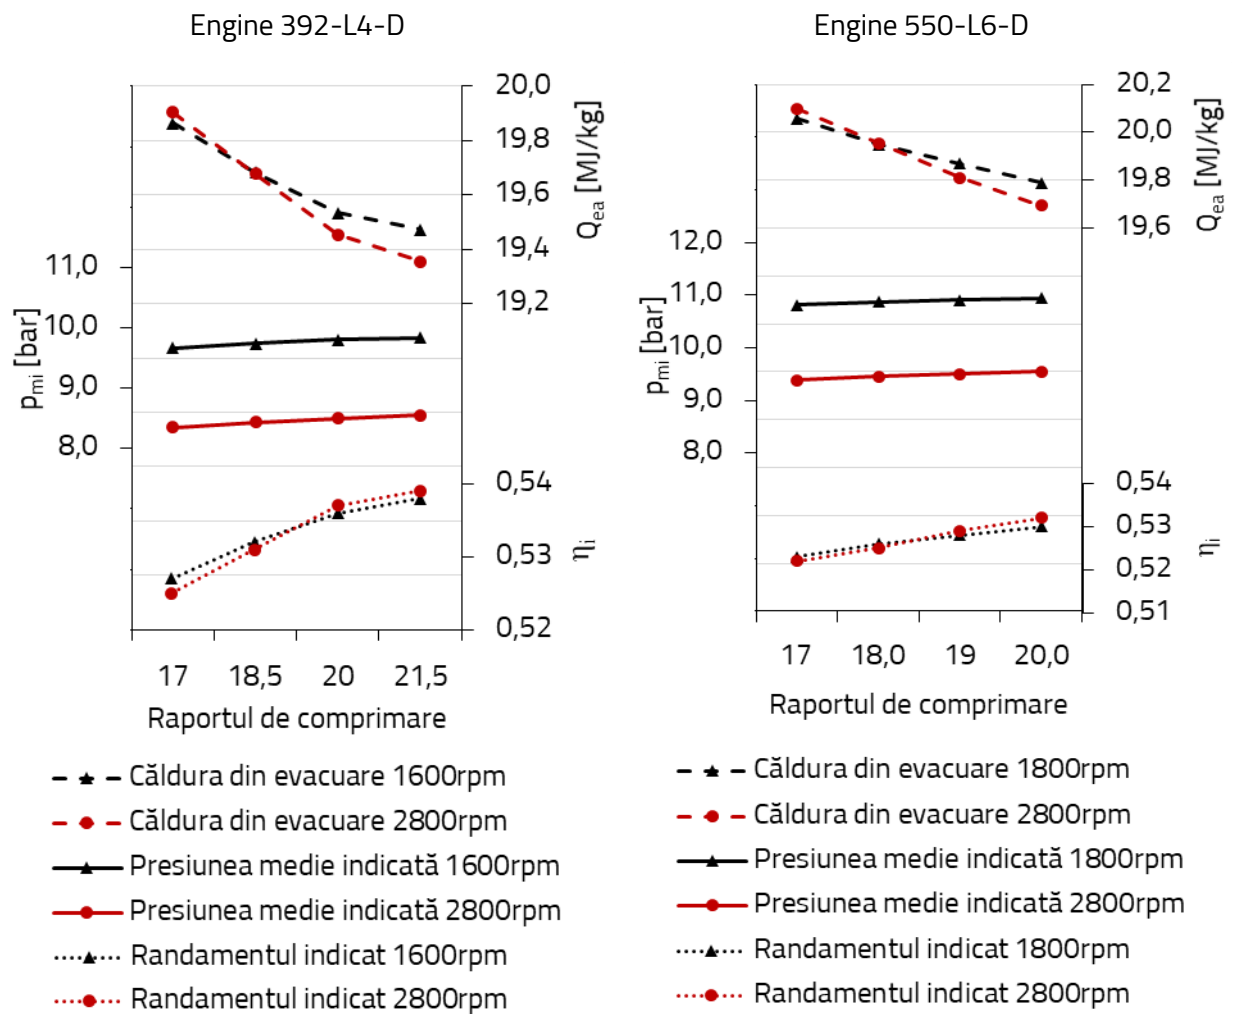 Engine 392-L4-D
20,0
19,8
19,6
19,4
19,2
Qea [MJ/kg]
11,0
10,0
9,0
8,0
pmi [bar]
0,54
0,53
0,52
ηi
17 18,5 20 21,5
Raportul de comprimare
Căldura din evacuare 1600rpm
Căldura din evacuare 2800rpm
Presiunea medie indicată 1600rpm
Presiunea medie indicată 2800rpm
Randamentul indicat 1600rpm
Randamentul indicat 2800rpm
Engine 550-L6-D
20,2
20,0
19,8
19,6
Qea [MJ/kg]
12,0
11,0
10,0
9,0
8,0
pmi [bar]
0,54
0,53
0,52
0,51
ηi
17 18,0 19 20,0
Raportul de comprimare
Căldura din evacuare 1800rpm
Căldura din evacuare 2800rpm
Presiunea medie indicată 1800rpm
Presiunea medie indicată 2800rpm
Randamentul indicat 1800rpm
Randamentul indicat 2800rpm